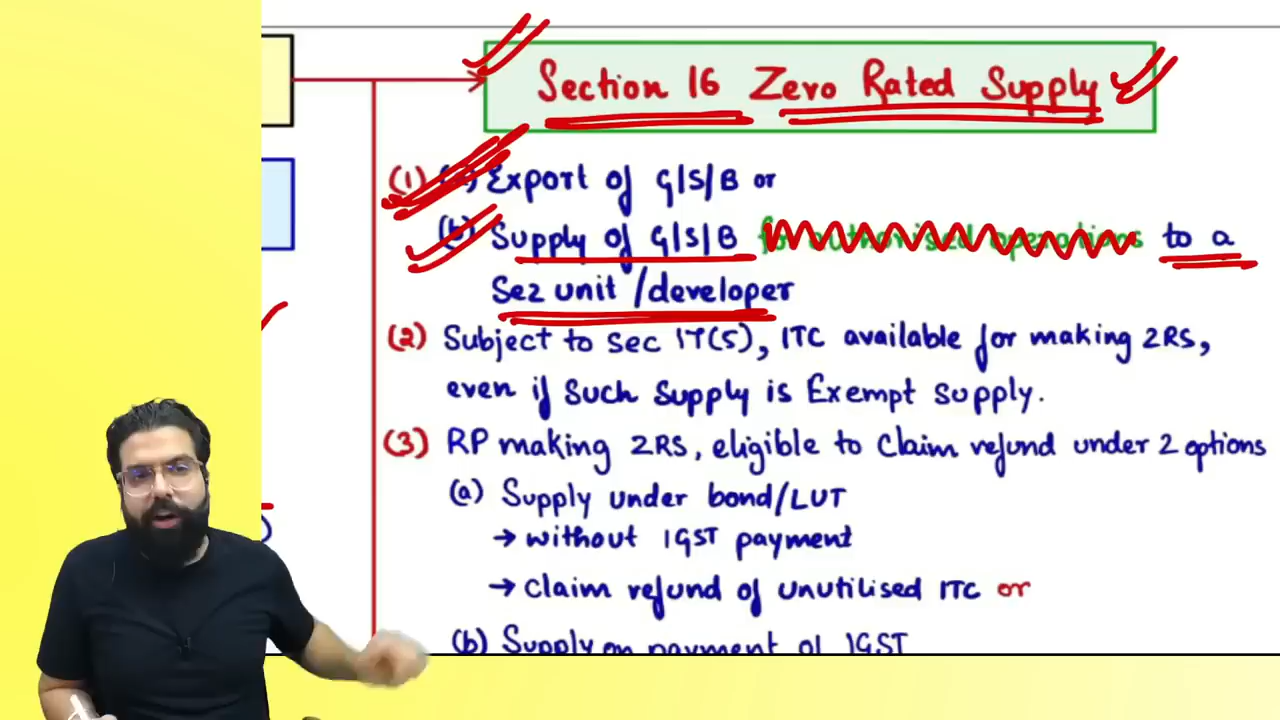 Section 16 Zero Rated Supply
(1) Export of G/S/B or
(b) Supply of G/S/B for authorised operations to a
Sez unit / developer
(2) Subject to sec 17(5), ITC available for making ZRS,
even if Such Supply is Exempt Supply.
(3) RP making ZRS, eligible to Claim refund under 2 options
(a) Supply under bond/LUT
→ without IGST payment
→ Claim refund of unutilised ITC or
(b) Supply on payment of IGST